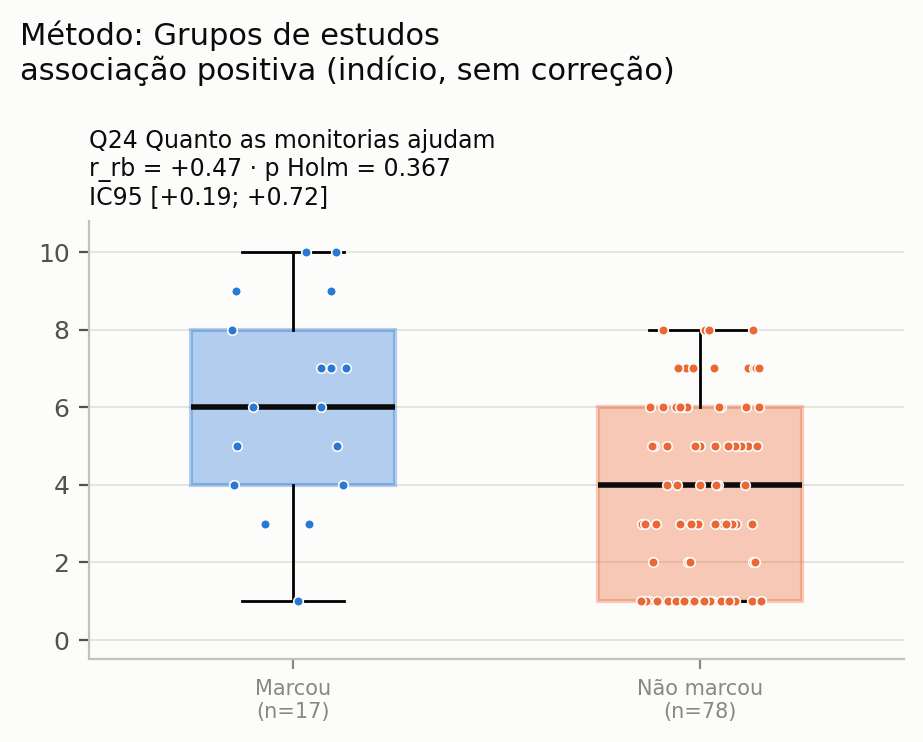 Método: Grupos de estudos
associação positiva (indício, sem correção)
Q24 Quanto as monitorias ajudam
r_rb = +0.47 · p Holm = 0.367
IC95 [+0.19; +0.72]
10
8
6
4
2
0
Marcou
(n=17)
Não marcou
(n=78)